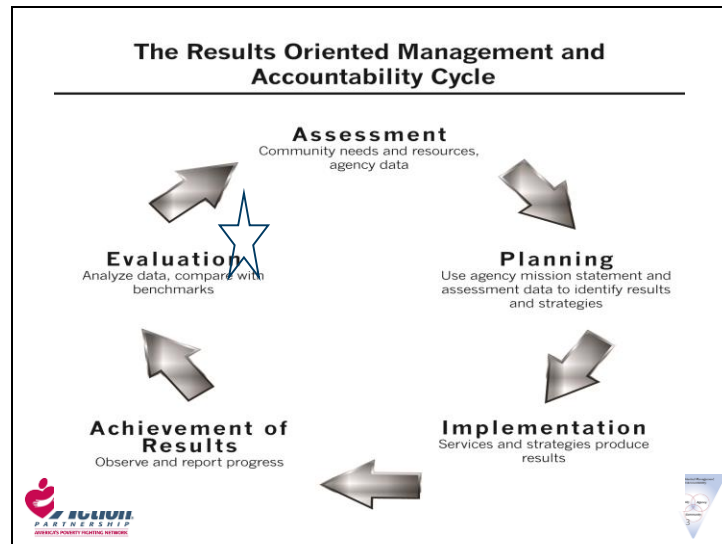 The Results Oriented Management and
Accountability Cycle
Assessment
Community needs and resources,
agency data
Planning
Use agency mission statement and
assessment data to identify results
and strategies
Implementation
Services and strategies produce
results
Achievement of
Results
Observe and report progress
Evaluation
Analyze data, compare with
benchmarks
PARTNERSHIP
AMERICA'S POVERTY FIGHTING NETWORK